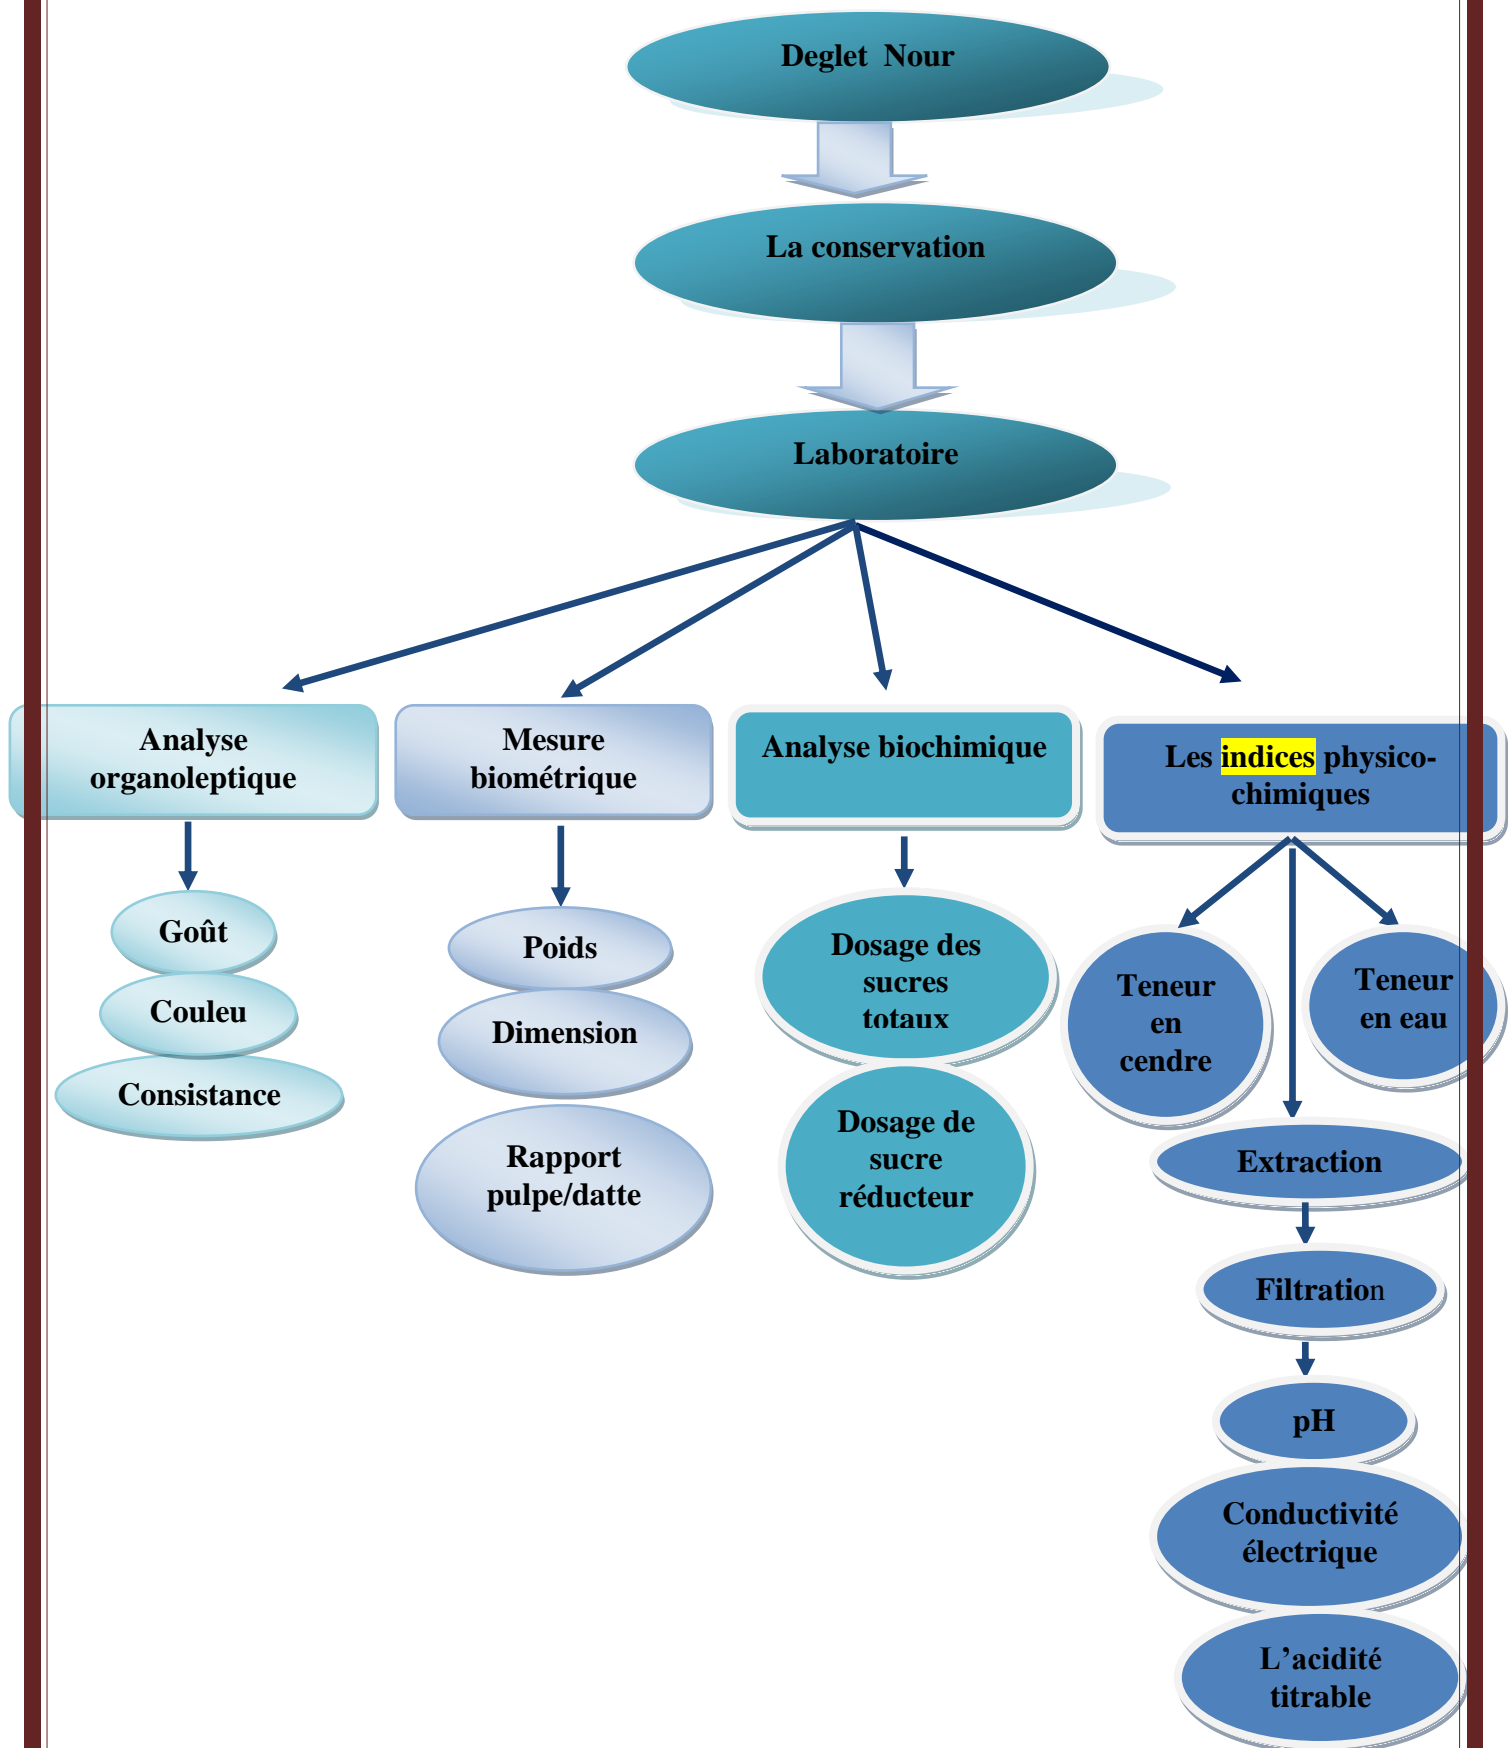 Deglet Nour
La conservation
Laboratoire
Analyse
organoleptique
Goût
Couleu
Consistance
Mesure
biométrique
Poids
Dimension
Rapport
pulpe/datte
Analyse biochimique
Dosage des
sucres
totaux
Dosage de
sucre
réducteur
Les indices physico-
chimiques
Teneur
en
cendre
Teneur
en eau
Extraction
Filtration
pH
Conductivité
électrique
L’acidité
titrable